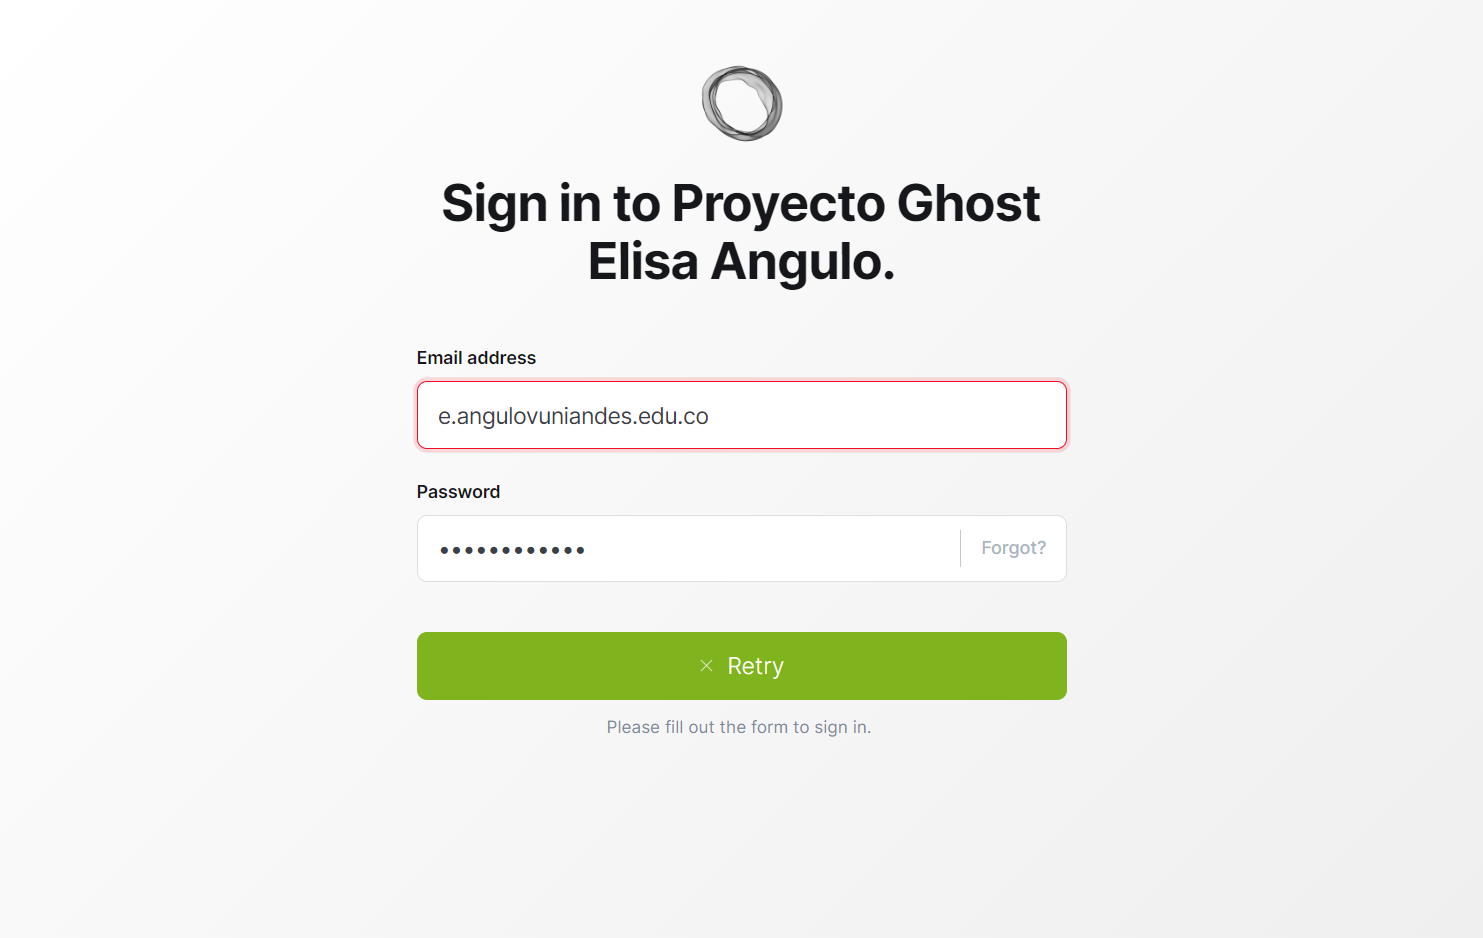 Sign in to Proyecto Ghost
Elisa Angulo.
Email address
e.angulovuniandes.edu.co
Password
••••••••••••
Forgot?
× Retry
Please fill out the form to sign in.